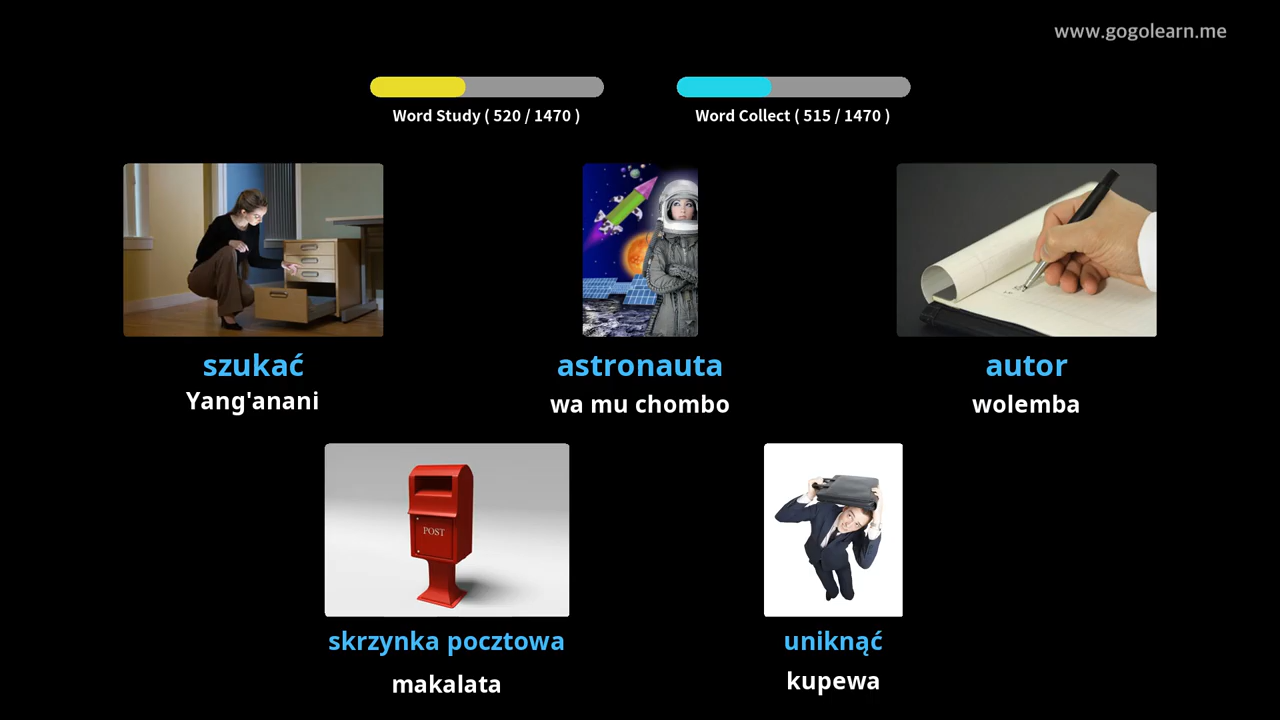 www.gogolearn.me
Word Study ( 520 / 1470 )
Word Collect ( 515 / 1470 )
szukać
Yang'anani
astronauta
wa mu chombo
autor
wolemba
POST
skrzynka pocztowa
makalata
uniknąć
kupewa